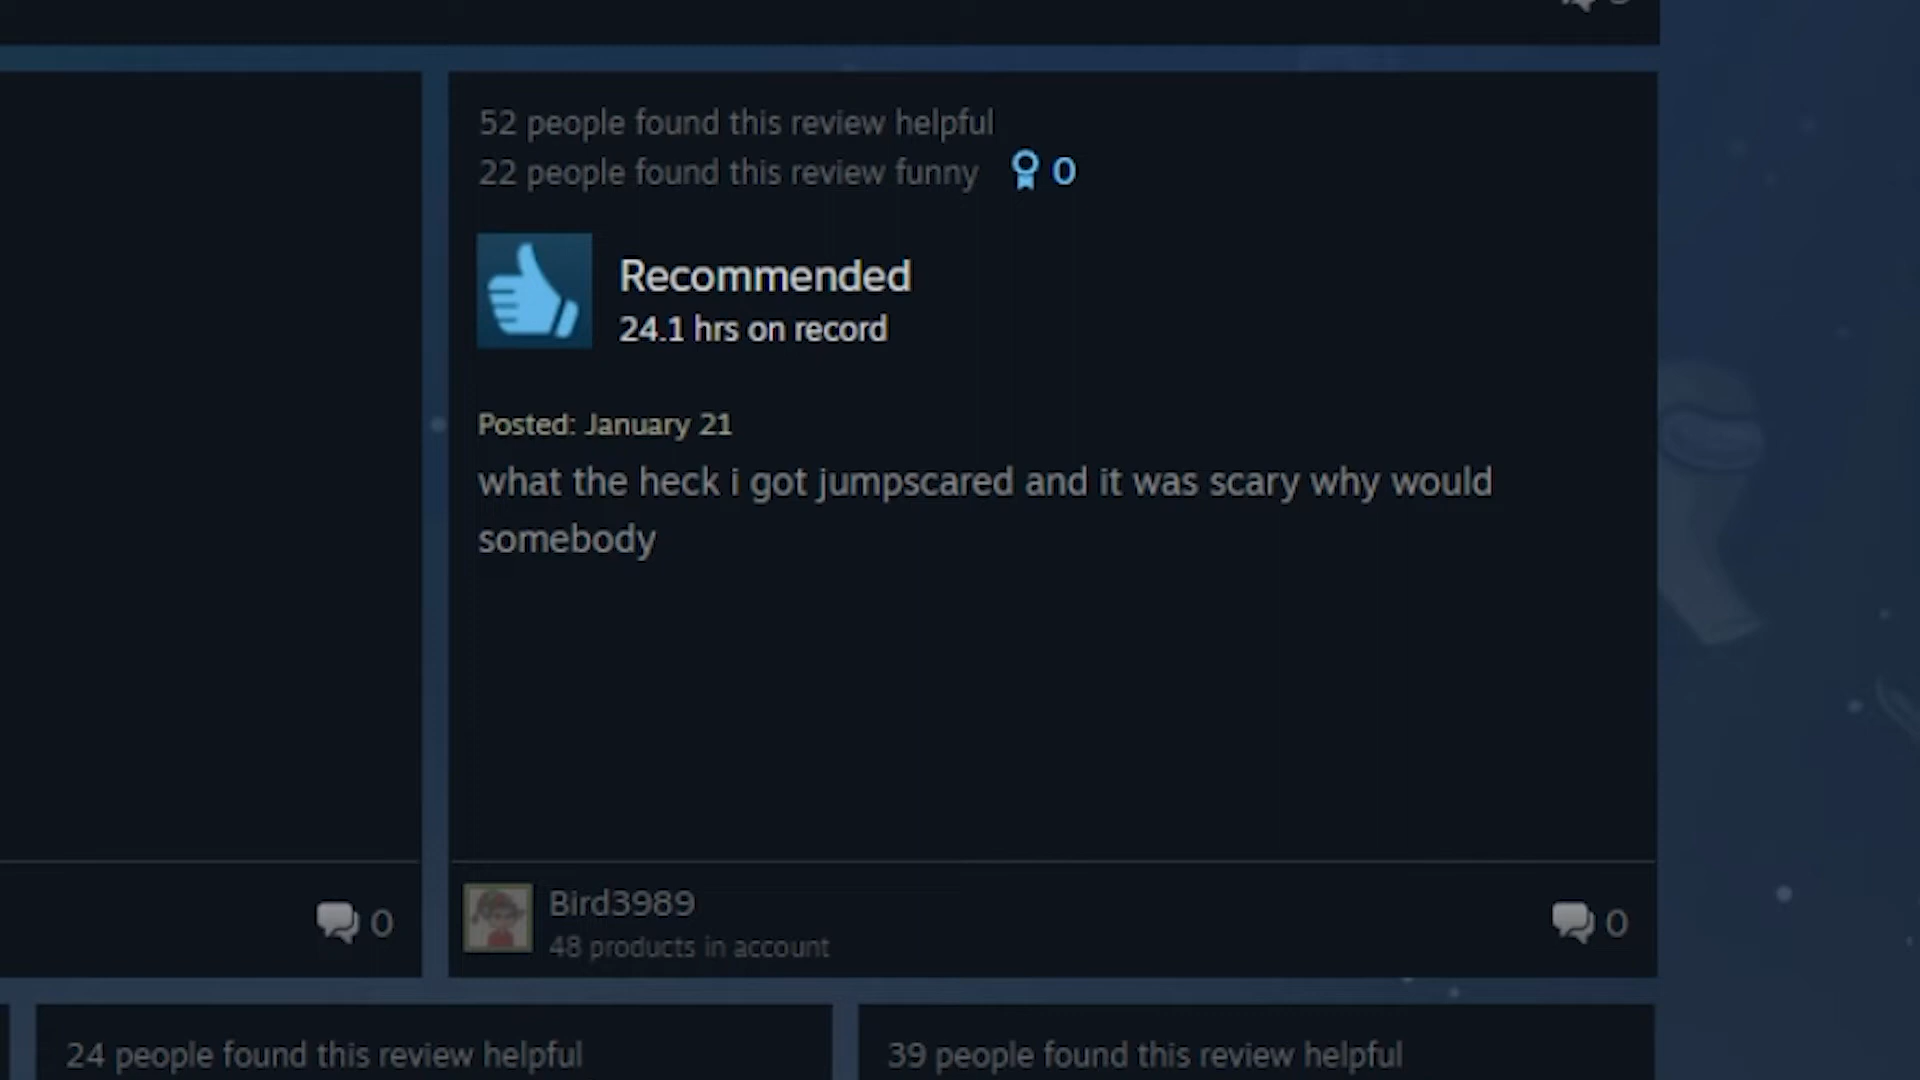 52 people found this review helpful
22 people found this review funny 0
Recommended
24.1 hrs on record
Posted: January 21
what the heck i got jumpscared and it was scary why would
somebody
0
Bird3989
48 products in account
0
24 people found this review helpful
39 people found this review helpful